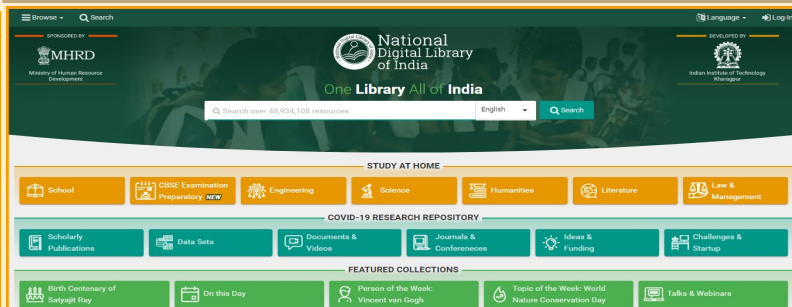 Browse
Search
Language
Log-in
SPONSORED BY
MHRD
Ministry of Human Resource
Development
National
Digital Library
of India
One Library All of India
DEVELOPED BY
Indian Institute of Technology
Kharagpur
Search over 48,934,108 resources
English
Search
STUDY AT HOME
School
CBSE Examination
Preparatory NEW
Engineering
Science
Humanities
Literature
Law &
Management
COVID-19 RESEARCH REPOSITORY
Scholarly
Publications
Data Sets
Documents &
Videos
Journals &
Confereneces
Ideas &
Funding
Challenges &
Startup
FEATURED COLLECTIONS
Birth Centenary of
Satyajit Ray
On this Day
Person of the Week:
Vincent van Gogh
Topic of the Week: World
Nature Conservation Day
Talks & Webinars